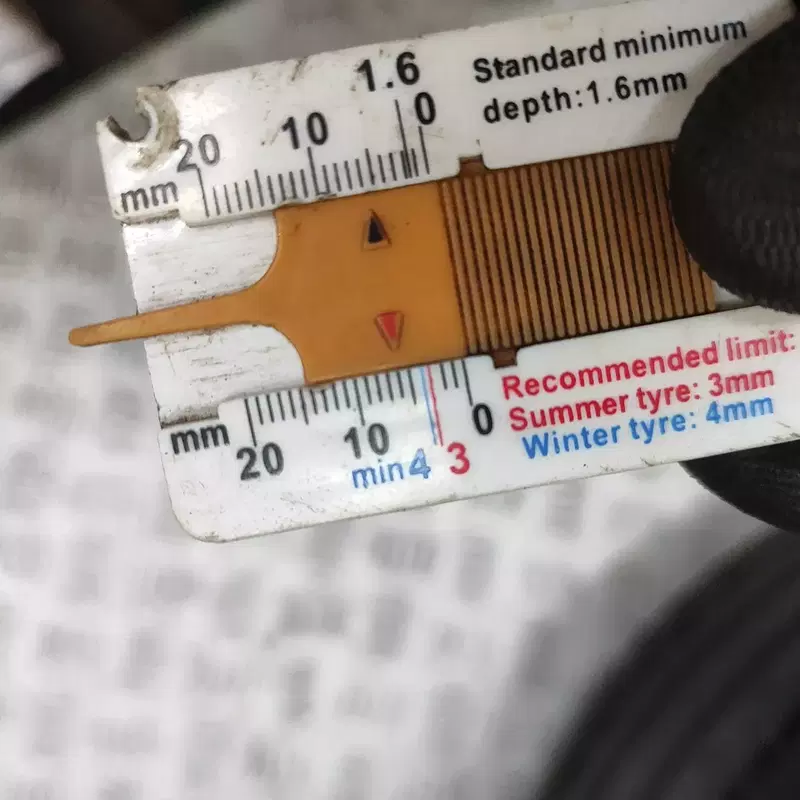 1.6
20 10 0
mm
Standard minimum
depth:1.6mm
mm
20 10 0
min4 3
Recommended limit:
Summer tyre: 3mm
Winter tyre: 4mm